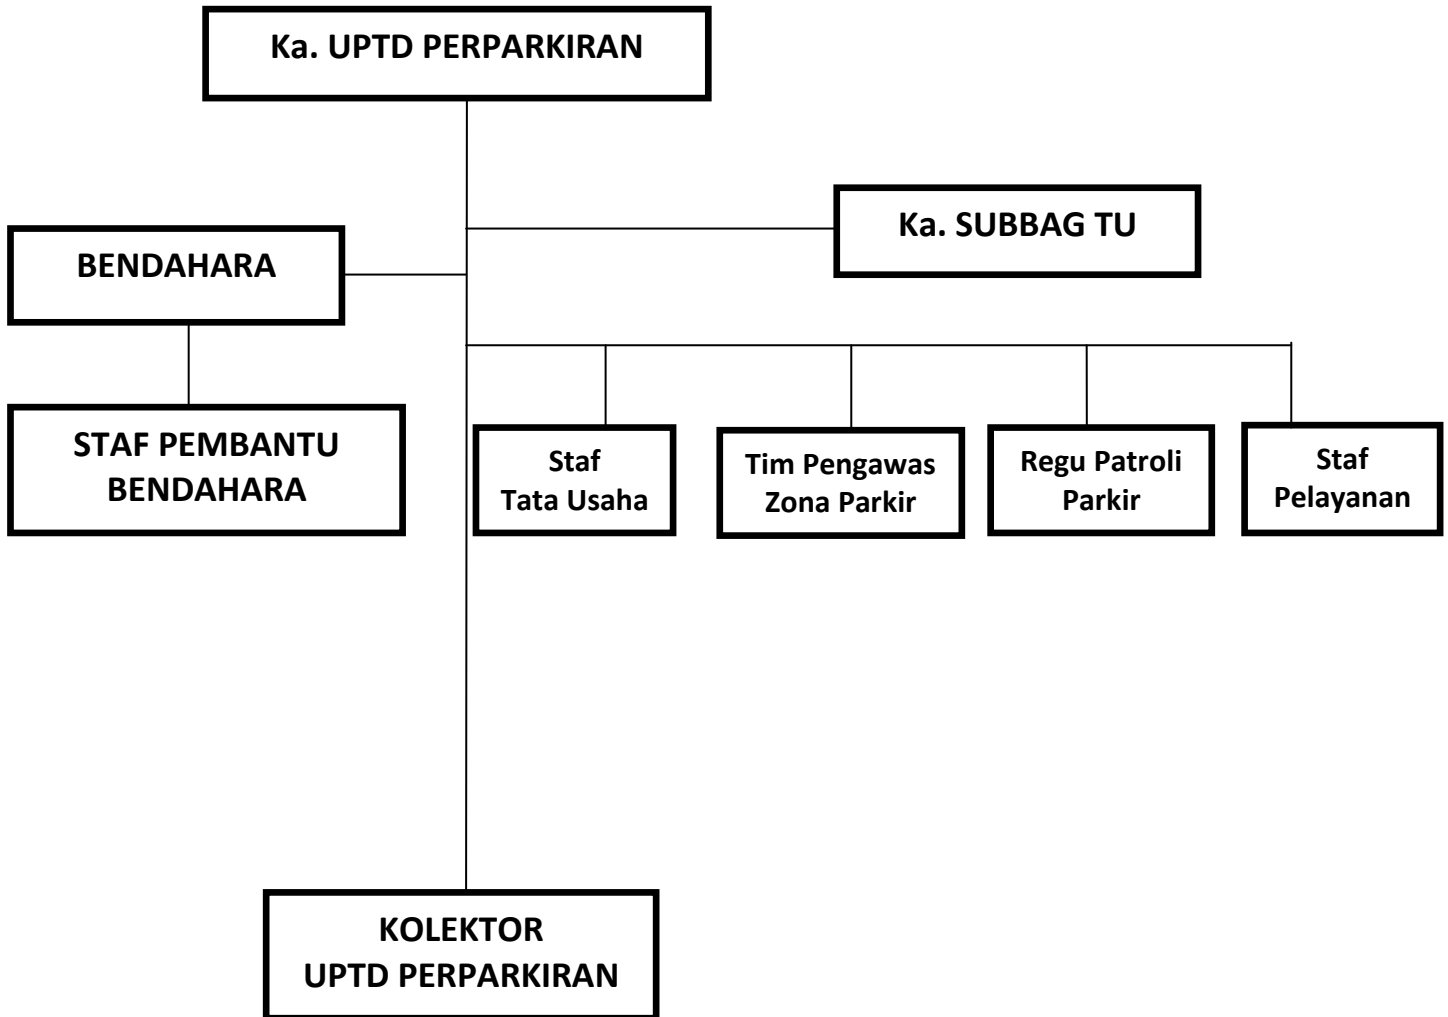 Ka. UPTD PERPARKIRAN
Ka. SUBBAG TU
BENDAHARA
STAF PEMBANTU
BENDAHARA
Staf
Tata Usaha
Tim Pengawas
Zona Parkir
Regu Patroli
Parkir
Staf
Pelayanan
KOLEKTOR
UPTD PERPARKIRAN